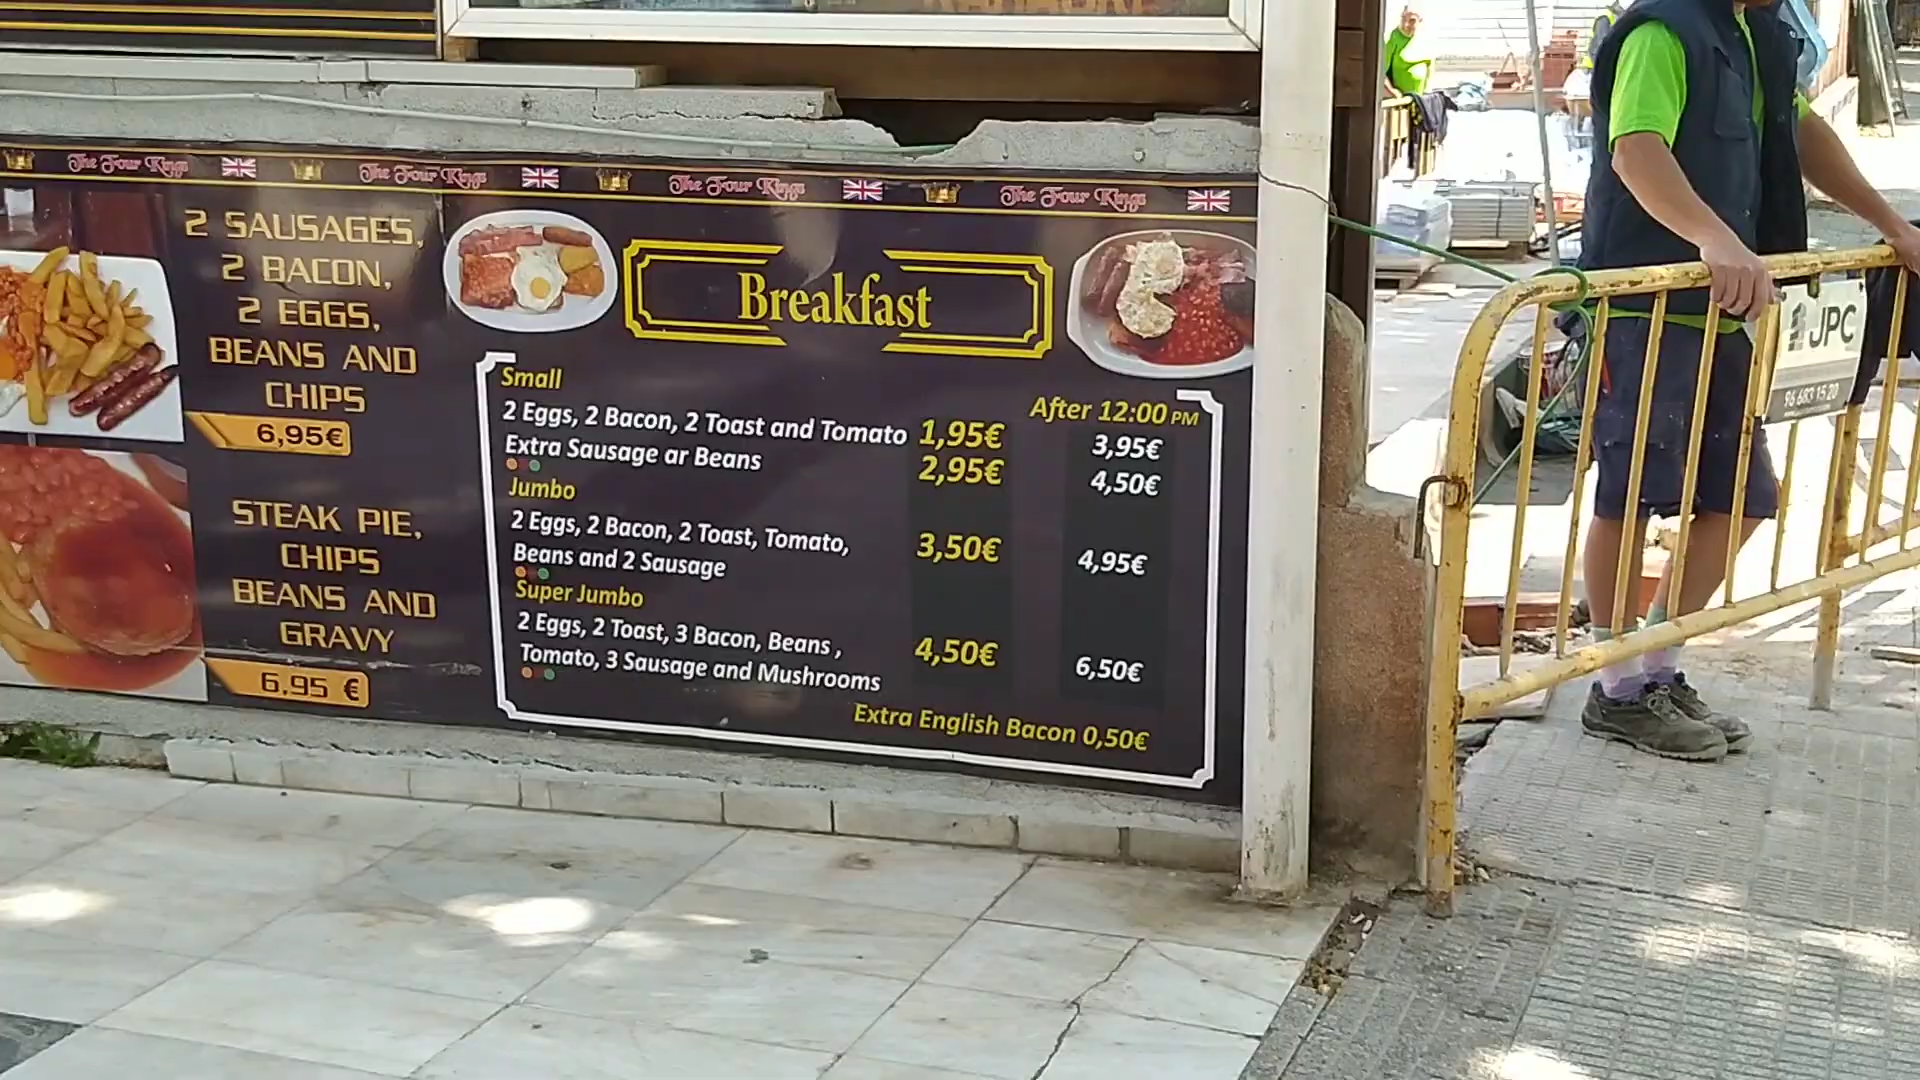 The Four Kings The Four Kings The Four Kings The Four Kings
2 SAUSAGES,
2 BACON,
2 EGGS,
BEANS AND
CHIPS
6,95€
STEAK PIE,
CHIPS
BEANS AND
GRAVY
6,95 €
Breakfast
Small
After 12:00 PM
2 Eggs, 2 Bacon, 2 Toast and Tomato 1,95€ 3,95€
Extra Sausage ar Beans 2,95€ 4,50€
Jumbo
2 Eggs, 2 Bacon, 2 Toast, Tomato,
Beans and 2 Sausage 3,50€ 4,95€
Super Jumbo
2 Eggs, 2 Toast, 3 Bacon, Beans ,
Tomato, 3 Sausage and Mushrooms 4,50€ 6,50€
Extra English Bacon 0,50€
JPC
96 683 15 20